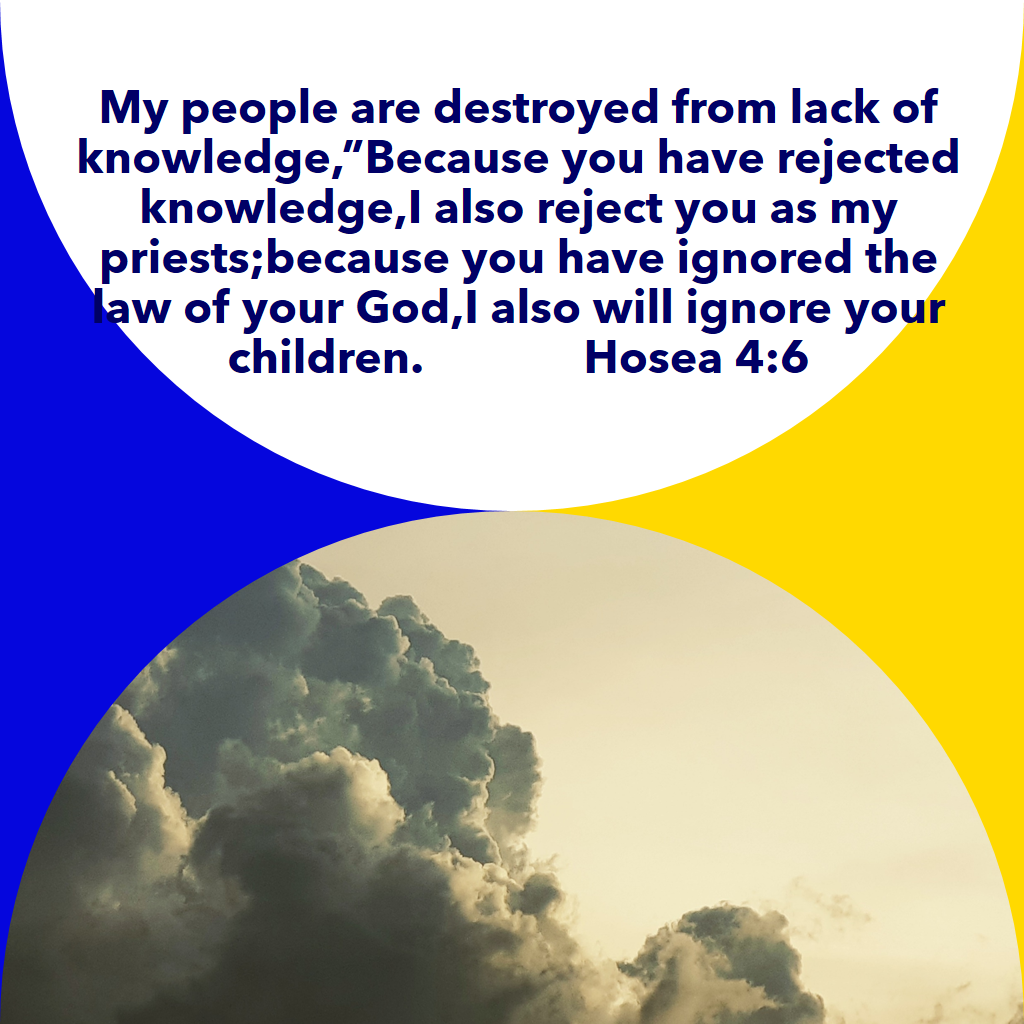 My people are destroyed from lack of
knowledge,”Because you have rejected
knowledge,I also reject you as my
priests;because you have ignored the
law of your God,I also will ignore your
children. Hosea 4:6